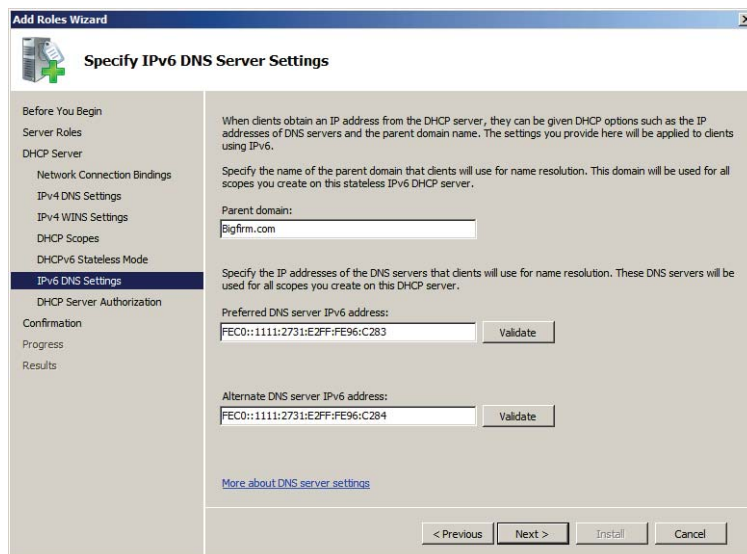 Add Roles Wizard
Specify IPv6 DNS Server Settings
Before You Begin
Server Roles
DHCP Server
Network Connection Bindings
IPv4 DNS Settings
IPv4 WINS Settings
DHCP Scopes
DHCPv6 Stateless Mode
IPv6 DNS Settings
DHCP Server Authorization
Confirmation
Progress
Results
When clients obtain an IP address from the DHCP server, they can be given DHCP options such as the IP
addresses of DNS servers and the parent domain name. The settings you provide here will be applied to clients
using IPv6.
Specify the name of the parent domain that clients will use for name resolution. This domain will be used for all
scopes you create on this stateless IPv6 DHCP server.
Parent domain:
Bigfirm.com
Specify the IP addresses of the DNS servers that clients will use for name resolution. These DNS servers will be
used for all scopes you create on this DHCP server.
Preferred DNS server IPv6 address:
FEC0::1111:2731:E2FF:FE96:C283
Validate
Alternate DNS server IPv6 address:
FEC0::1111:2731:E2FF:FE96:C284
Validate
More about DNS server settings
< Previous
Next >
Install
Cancel